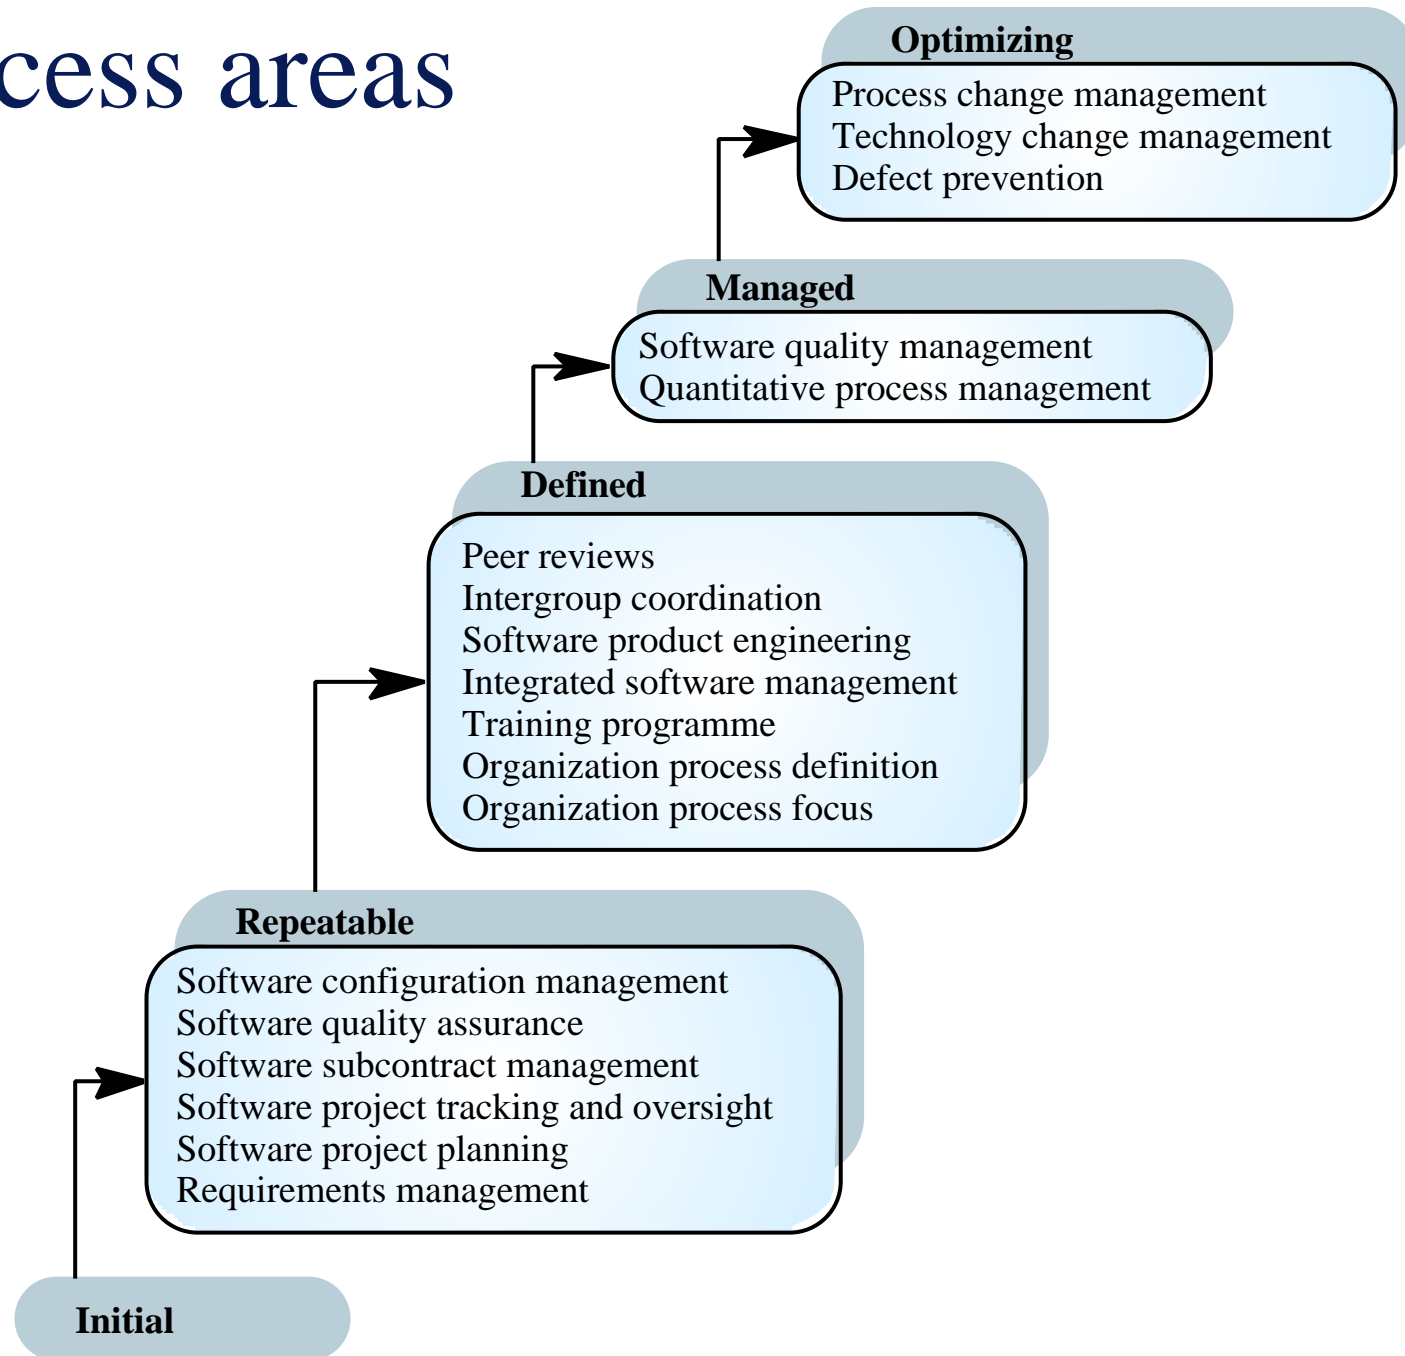 cess areas
Optimizing
Process change management
Technology change management
Defect prevention
Managed
Software quality management
Quantitative process management
Defined
Peer reviews
Intergroup coordination
Software product engineering
Integrated software management
Training programme
Organization process definition
Organization process focus
Repeatable
Software configuration management
Software quality assurance
Software subcontract management
Software project tracking and oversight
Software project planning
Requirements management
Initial